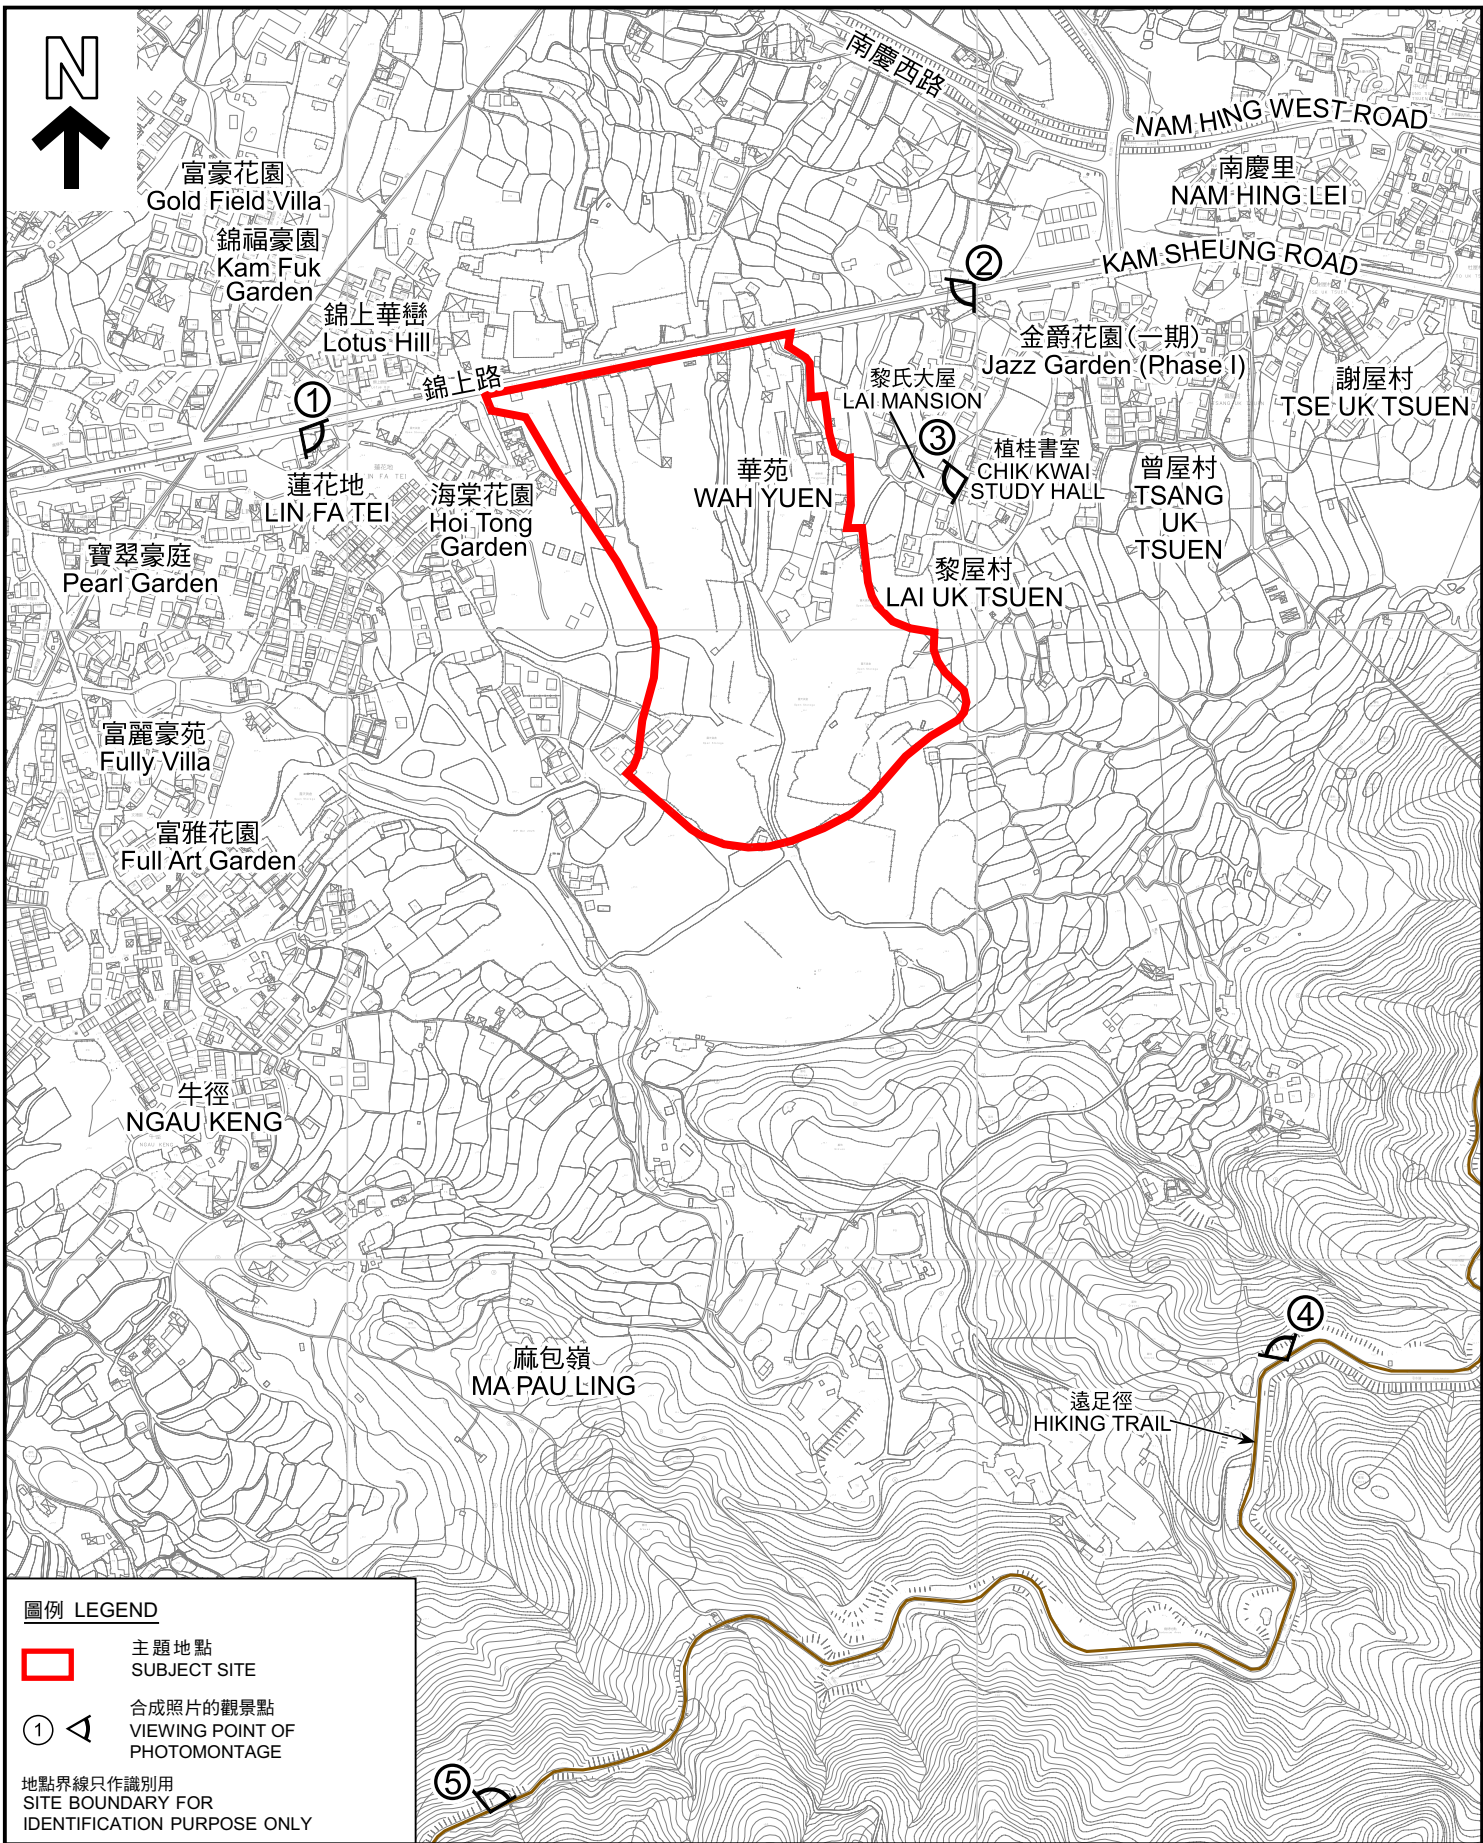 N
南慶西路
NAM HING WEST ROAD
富豪花園
Gold Field Villa
南慶里
NAM HING LEI
錦福豪園
Kam Fuk
Garden
②
KAM SHEUNG ROAD
錦上華巒
Lotus Hill
金爵花園(一期)
Jazz Garden (Phase I)
錦上路
黎氏大屋
LAI MANSION
謝屋村
TSE UK TSUEN
①
③
植桂書室
CHIK KWAI
STUDY HALL
華苑
WAH YUEN
曾屋村
TSANG
UK
TSUEN
蓮花地
LIN FA TEI
海棠花園
Hoi Tong
Garden
寶翠豪庭
Pearl Garden
黎屋村
LAI UK TSUEN
富麗豪苑
Fully Villa
富雅花園
Full Art Garden
牛徑
NGAU KENG
④
麻包嶺
MA PAU LING
遠足徑
HIKING TRAIL
⑤
圖例 LEGEND
主題地點
SUBJECT SITE
① 合成照片的觀景點
VIEWING POINT OF
PHOTOMONTAGE
地點界線只作識別用
SITE BOUNDARY FOR
IDENTIFICATION PURPOSE ONLY